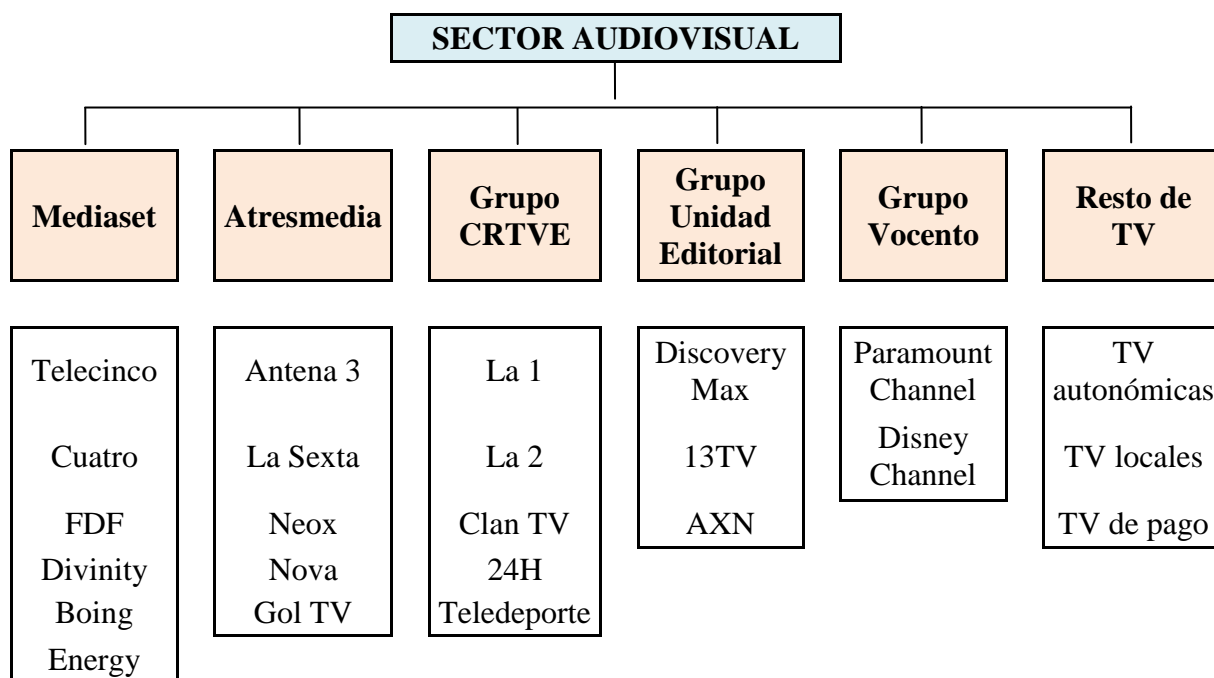 SECTOR AUDIOVISUAL
Mediaset
Atresmedia
Grupo
CRTVE
Grupo
Unidad
Editorial
Grupo
Vocento
Resto de
TV
Telecinco
Cuatro
FDF
Divinity
Boing
Energy
Antena 3
La Sexta
Neox
Nova
Gol TV
La 1
La 2
Clan TV
24H
Teledeporte
Discovery
Max
13TV
AXN
Paramount
Channel
Disney
Channel
TV
autonómicas
TV locales
TV de pago